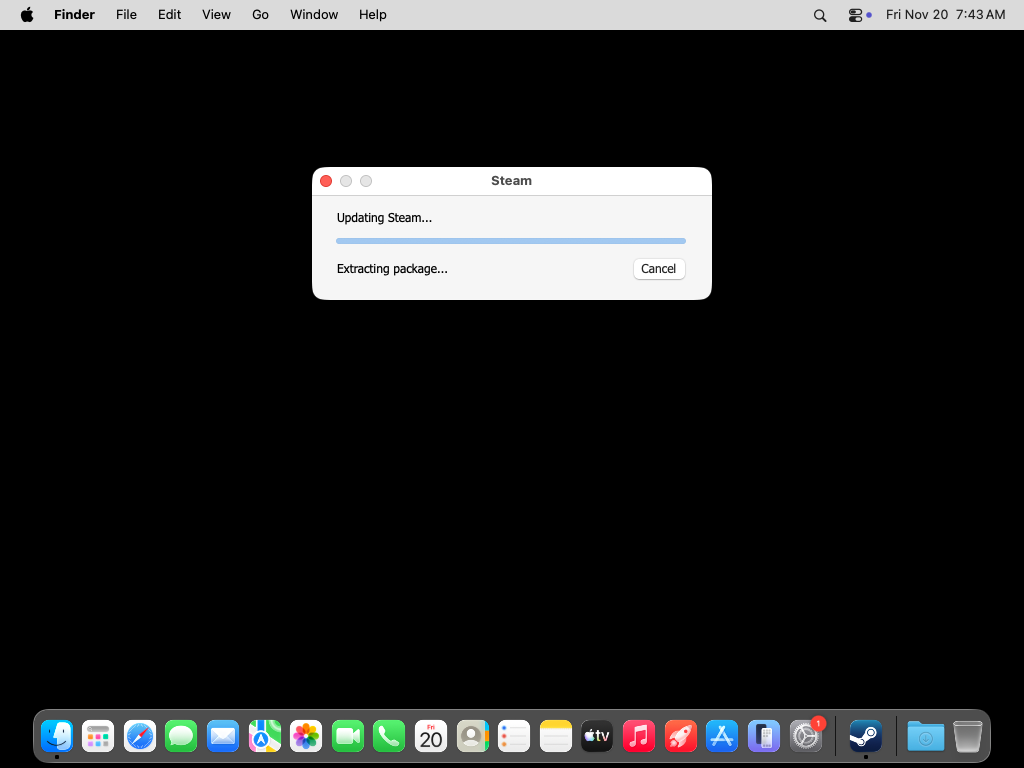 Finder File Edit View Go Window Help Fri Nov 20 7:43 AM
Steam
Updating Steam...
Extracting package...
Cancel
Fri
20
tv
1